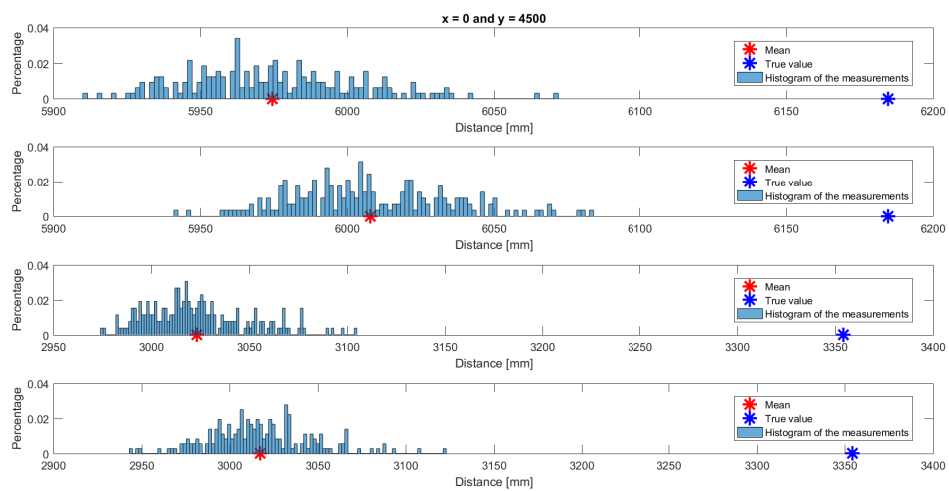 x = 0 and y = 4500
Percentage
0.04
0.02
0
Mean
True value
Histogram of the measurements
5900 5950 6000 6050 6100 6150 6200
Distance [mm]
Percentage
0.04
0.02
0
Mean
True value
Histogram of the measurements
5900 5950 6000 6050 6100 6150 6200
Distance [mm]
Percentage
0.04
0.02
0
Mean
True value
Histogram of the measurements
2950 3000 3050 3100 3150 3200 3250 3300 3350 3400
Distance [mm]
Percentage
0.04
0.02
0
Mean
True value
Histogram of the measurements
2900 2950 3000 3050 3100 3150 3200 3250 3300 3350 3400
Distance [mm]